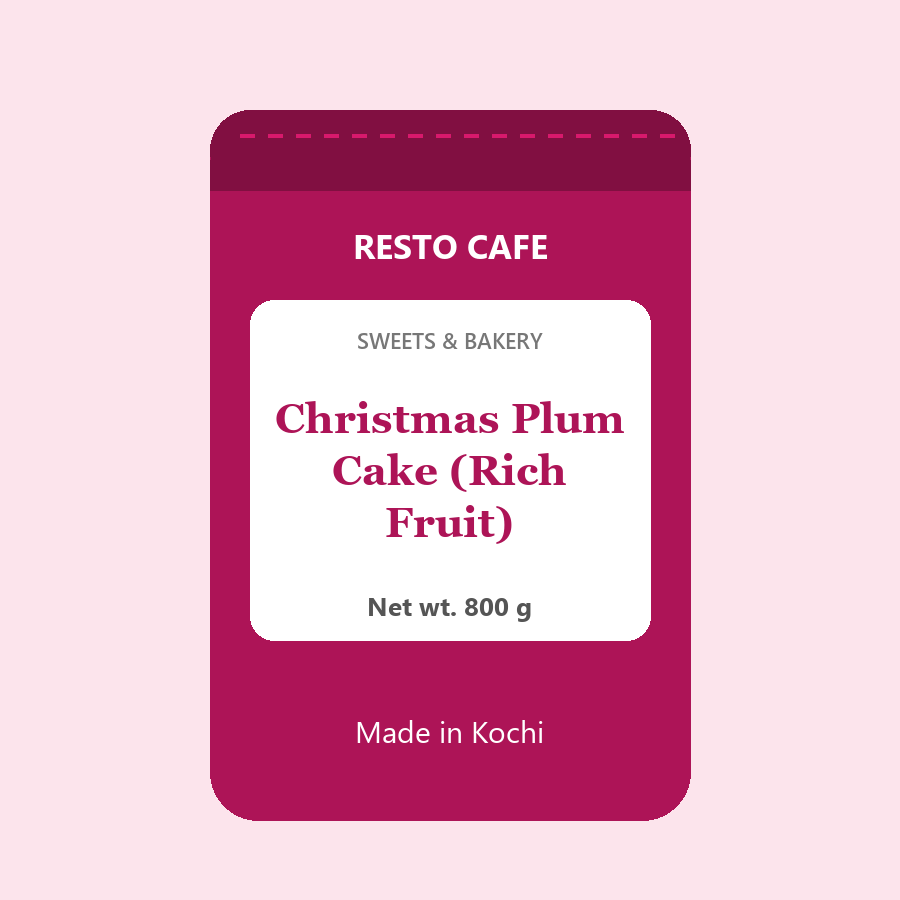 RESTO CAFE
SWEETS & BAKERY
Christmas Plum
Cake (Rich
Fruit)
Net wt. 800 g
Made in Kochi